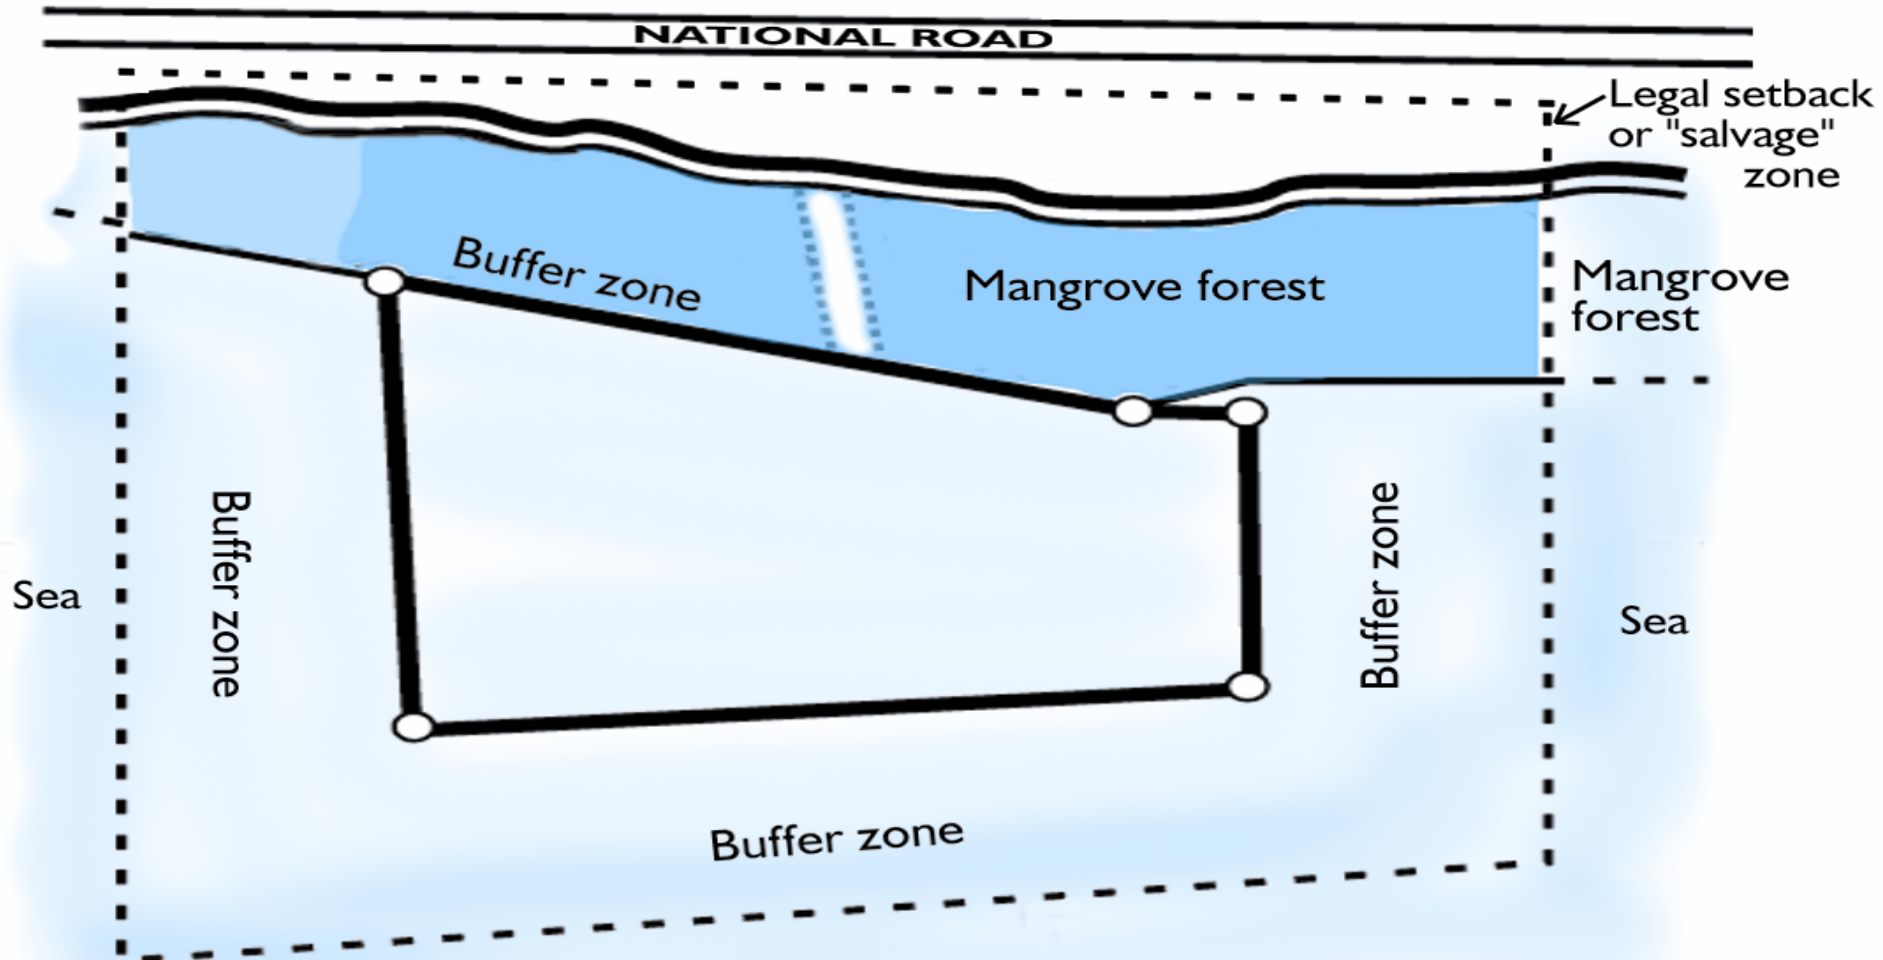 NATIONAL ROAD
Legal setback
or "salvage"
zone
Buffer zone
Mangrove forest
Mangrove
forest
Buffer zone
Buffer zone
Sea
Sea
Buffer zone